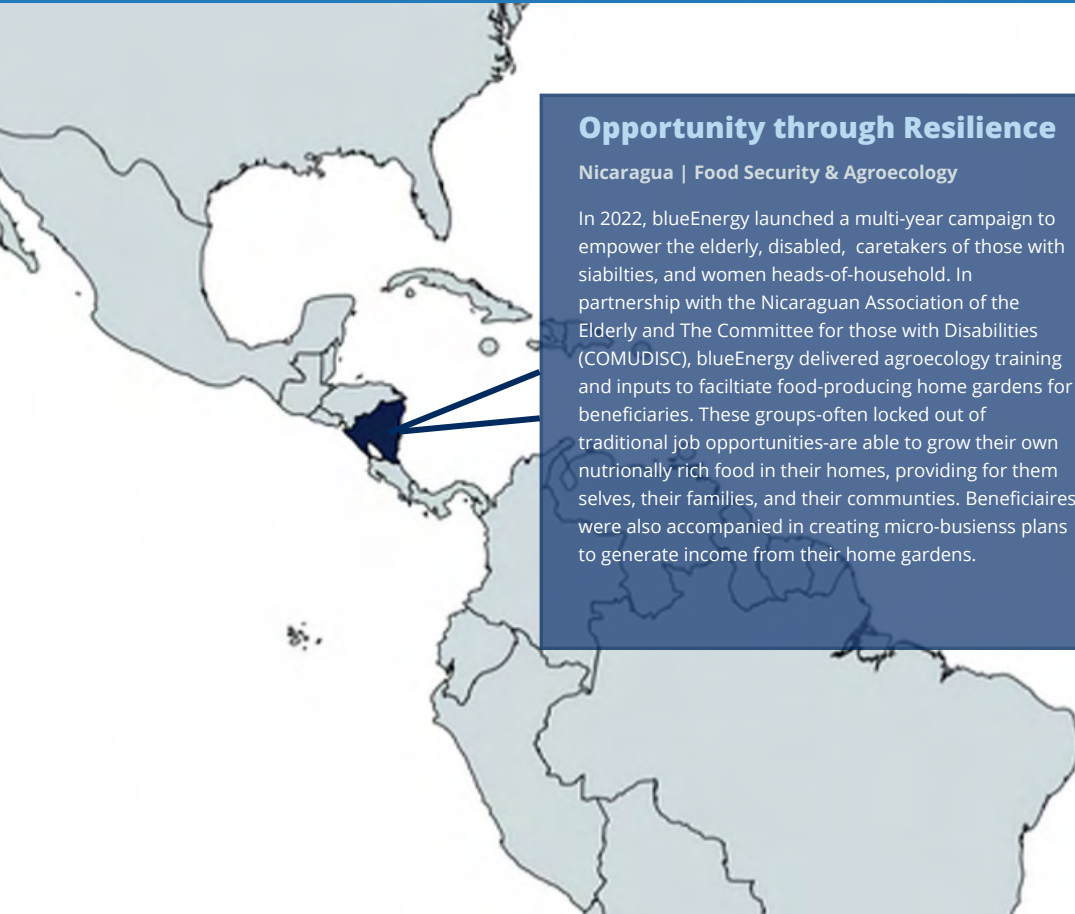 Opportunity through Resilience
Nicaragua | Food Security & Agroecology
In 2022, blueEnergy launched a multi-year campaign to
empower the elderly, disabled,  caretakers of those with
siabilties, and women heads-of-household. In
partnership with the Nicaraguan Association of the
Elderly and The Committee for those with Disabilities
(COMUDISC), blueEnergy delivered agroecology training
and inputs to faciltiate food-producing home gardens for
beneficiaries. These groups-often locked out of
traditional job opportunities-are able to grow their own
nutrionally rich food in their homes, providing for them
selves, their families, and their communties. Beneficiaires
were also accompanied in creating micro-busienss plans
to generate income from their home gardens.